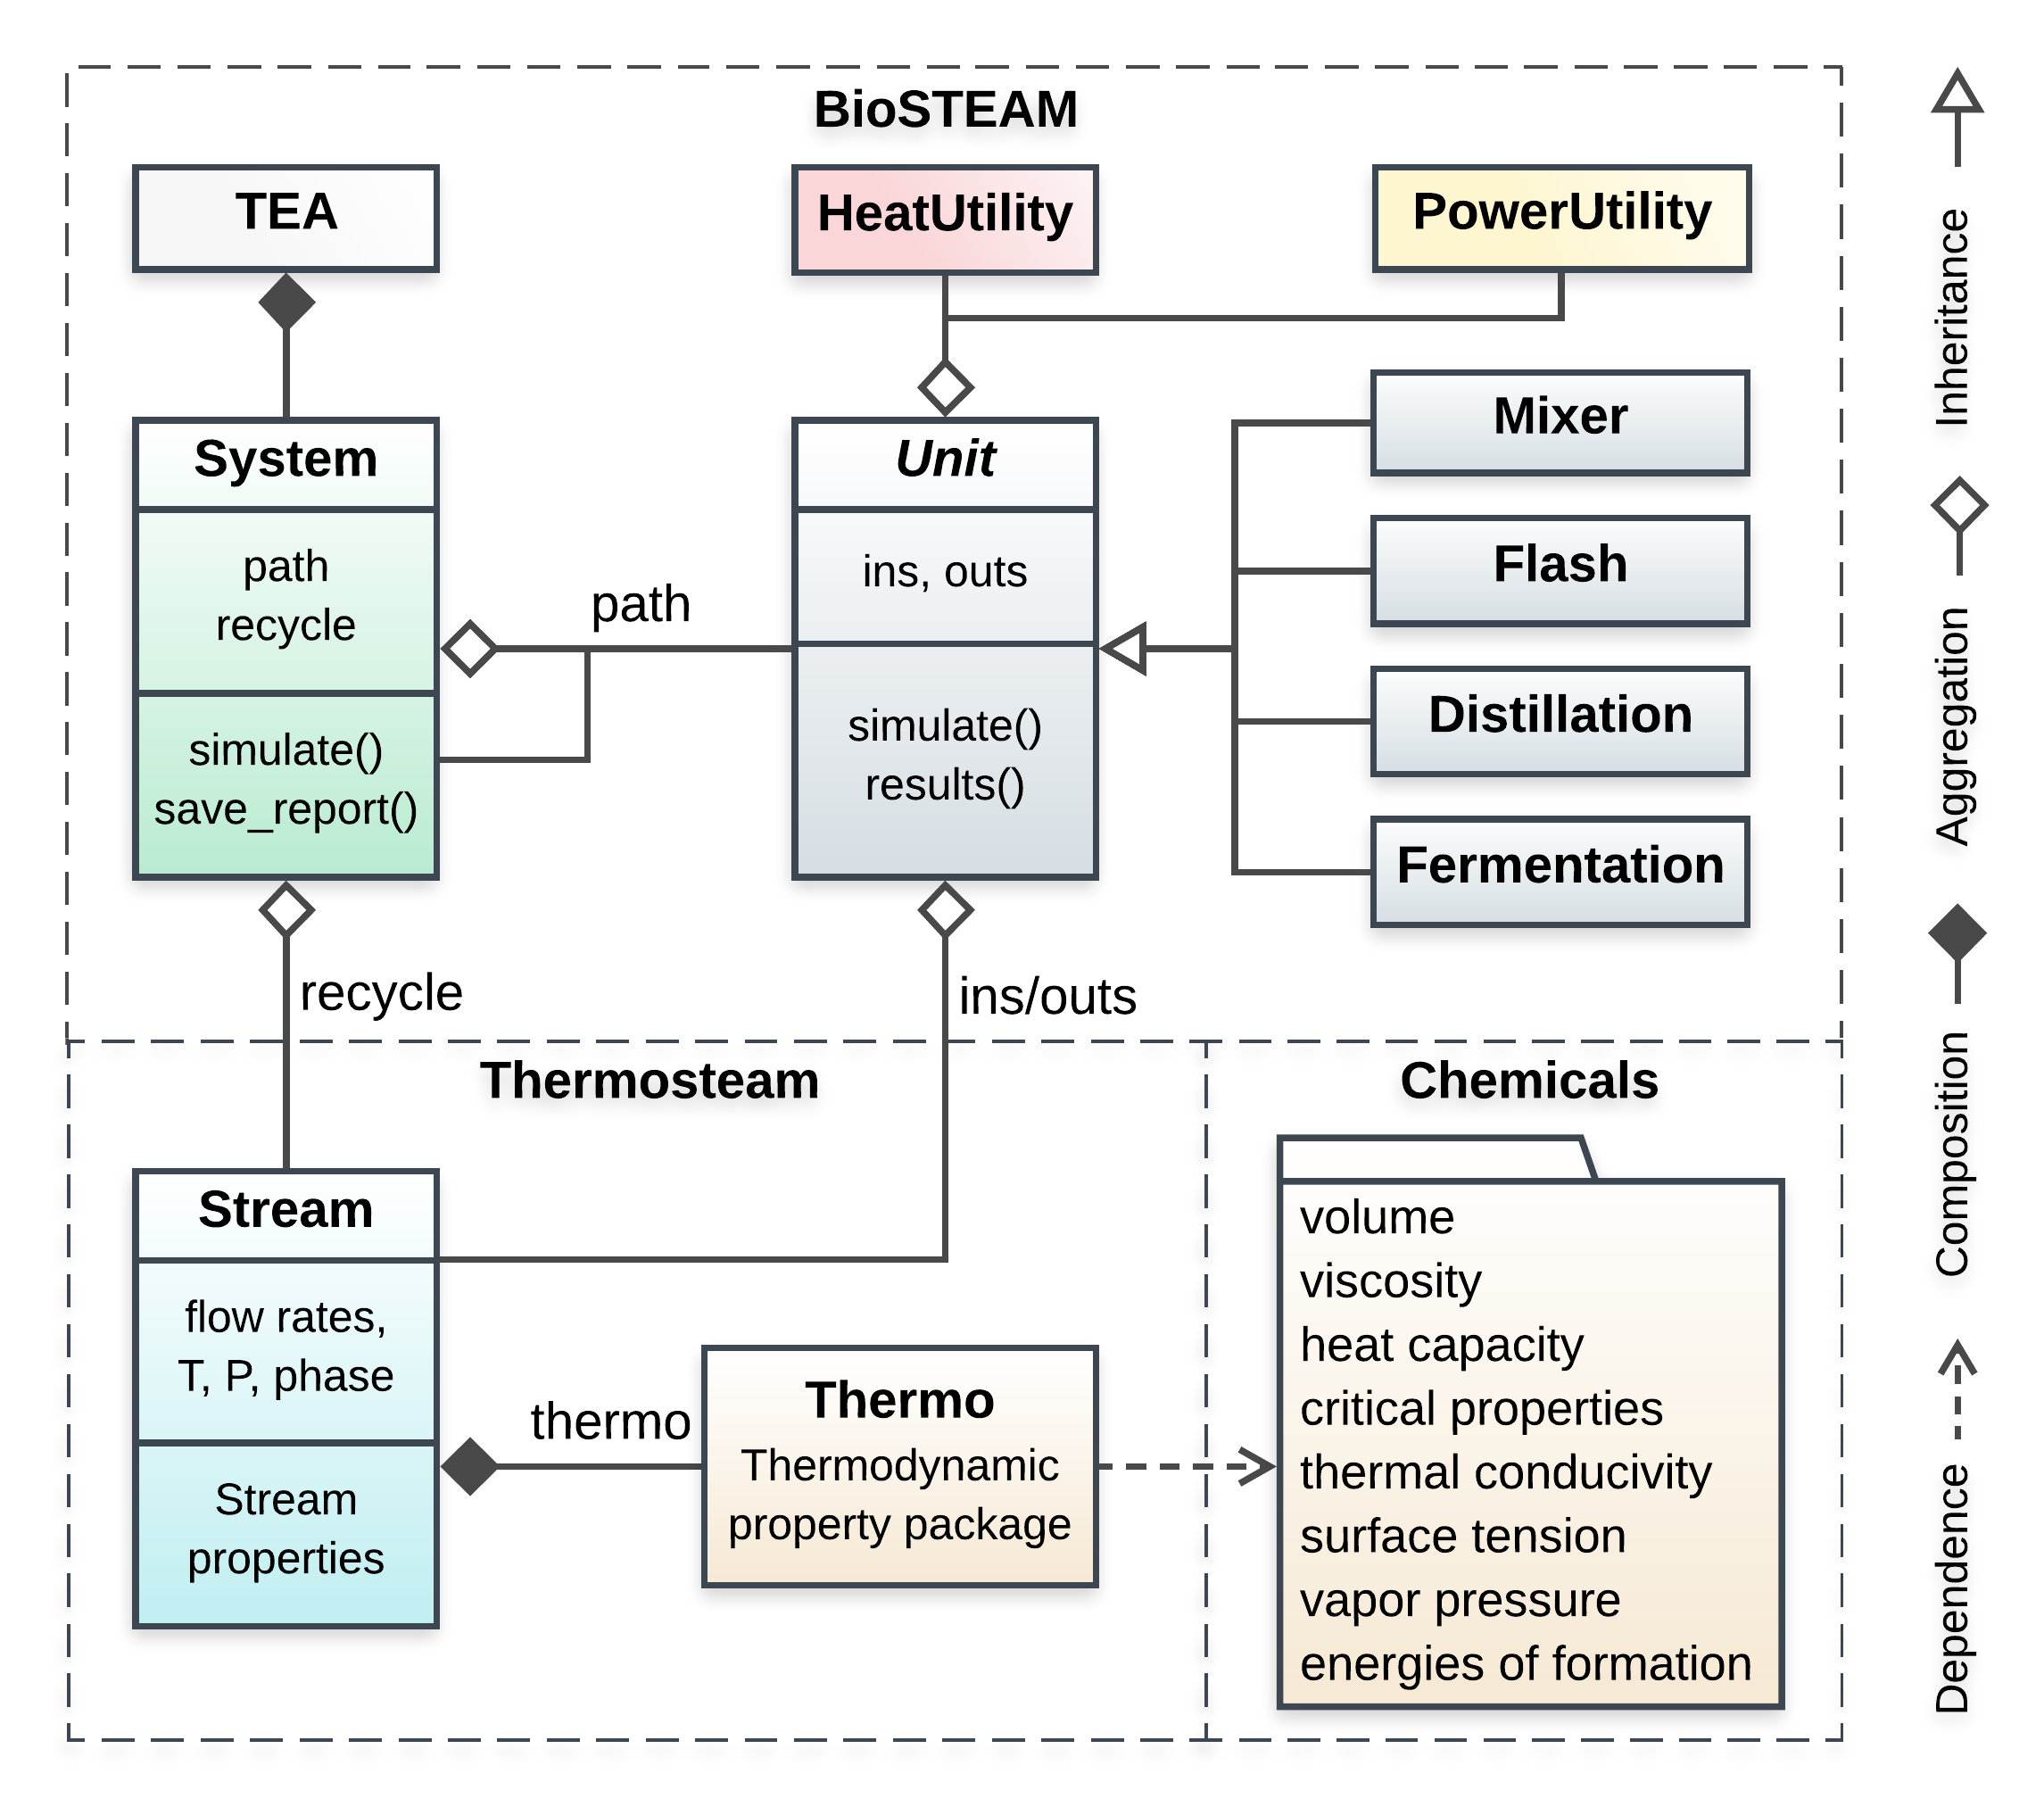 BioSTEAM
TEA
HeatUtility
PowerUtility
System
path
recycle
simulate()
save_report()
path
Unit
ins, outs
simulate()
results()
Mixer
Flash
Distillation
Fermentation
recycle
ins/outs
Thermosteam
Stream
flow rates,
T, P, phase
Stream
properties
thermo
Thermo
Thermodynamic
property package
Chemicals
volume
viscosity
heat capacity
critical properties
thermal conducivity
surface tension
vapor pressure
energies of formation
Inheritance
Aggregation
Composition
Dependence